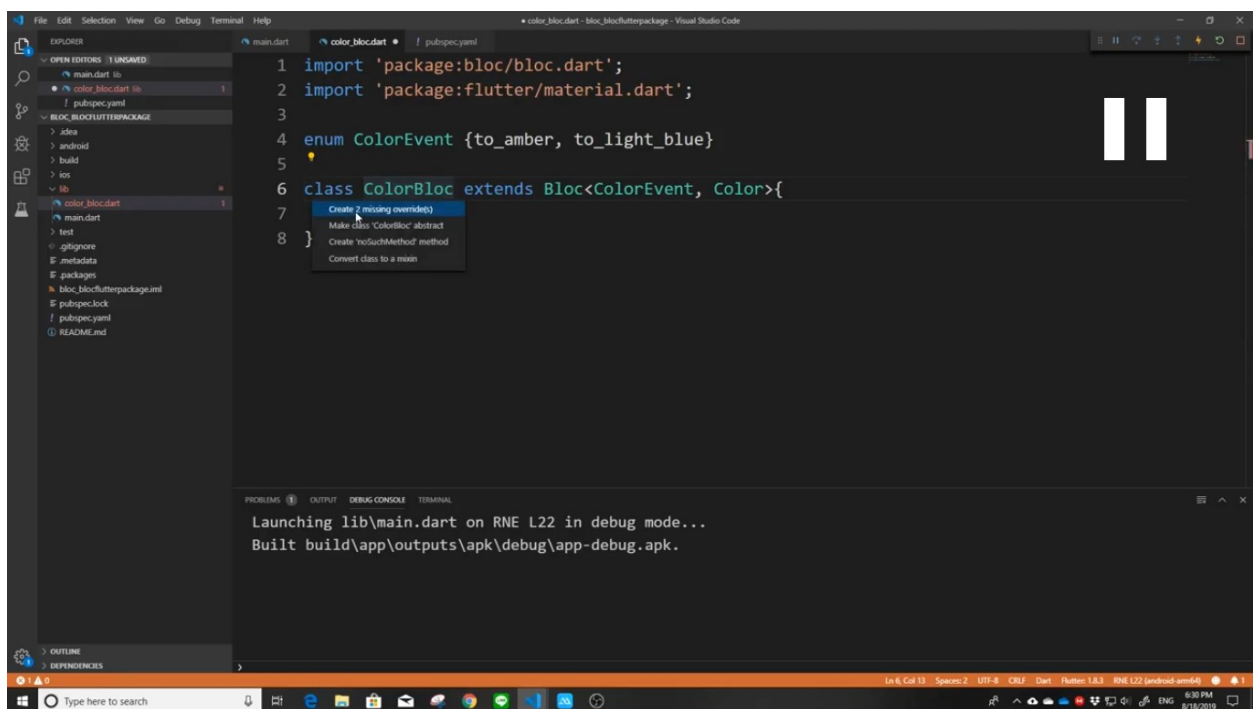 File Edit Selection View Go Debug Terminal Help
● color_bloc.dart - bloc_blocflutterpackage - Visual Studio Code
EXPLORER
OPEN EDITORS 1 UNSAVED
main.dart lib
color_bloc.dart lib 1
pubspec.yaml
BLOC_BLOCFLUTTERPACKAGE
.idea
android
build
ios
lib
color_bloc.dart 1
main.dart
test
.gitignore
.metadata
.packages
bloc_blocflutterpackage.iml
pubspec.lock
pubspec.yaml
README.md
OUTLINE
DEPENDENCIES
main.dart color_bloc.dart ● ! pubspec.yaml
1 import 'package:bloc/bloc.dart';
2 import 'package:flutter/material.dart';
3
4 enum ColorEvent {to_amber, to_light_blue}
5
6 class ColorBloc extends Bloc<ColorEvent, Color>{
7
8 }
Create 2 missing override(s)
Make class 'ColorBloc' abstract
Create 'noSuchMethod' method
Convert class to a mixin
PROBLEMS 1 OUTPUT DEBUG CONSOLE TERMINAL
Launching lib\main.dart on RNE L22 in debug mode...
Built build\app\outputs\apk\debug\app-debug.apk.
1 0
Ln 6, Col 13 Spaces: 2 UTF-8 CRLF Dart Flutter: 1.8.3 RNE L22 (android-arm64) 1
Type here to search
ENG
6:30 PM
8/18/2019